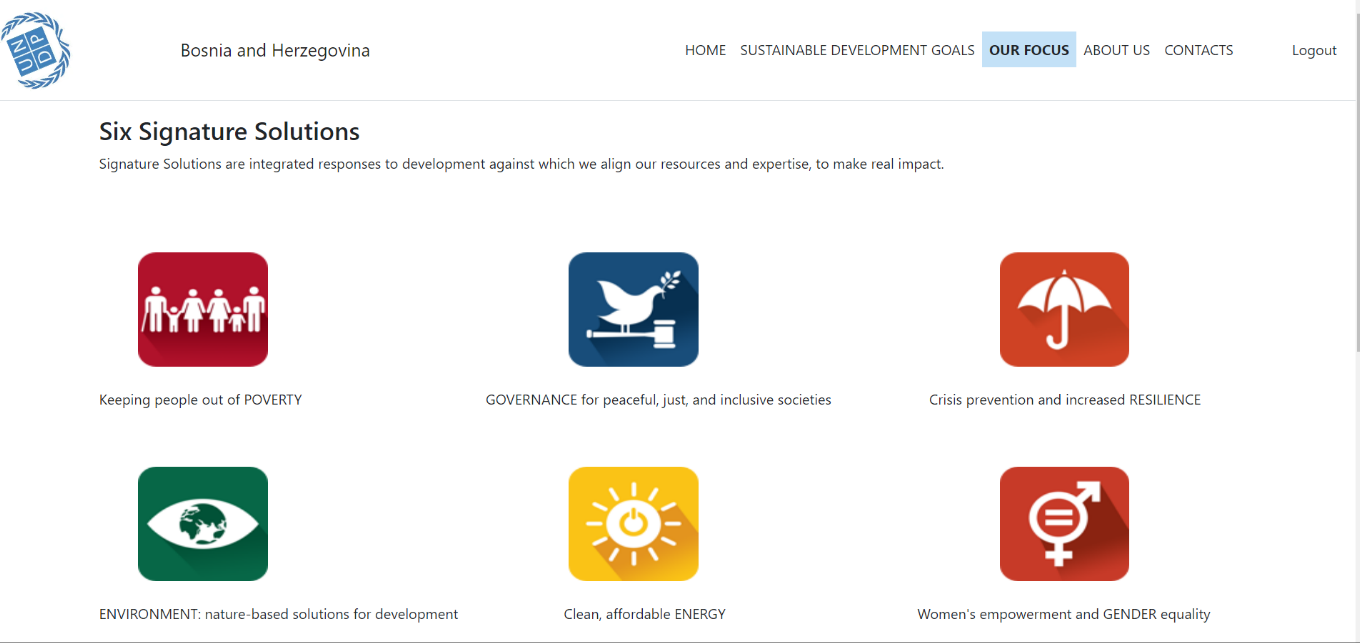 UN
DP
Bosnia and Herzegovina
HOME SUSTAINABLE DEVELOPMENT GOALS OUR FOCUS ABOUT US CONTACTS Logout
Six Signature Solutions
Signature Solutions are integrated responses to development against which we align our resources and expertise, to make real impact.
Keeping people out of POVERTY
GOVERNANCE for peaceful, just, and inclusive societies
Crisis prevention and increased RESILIENCE
ENVIRONMENT: nature-based solutions for development
Clean, affordable ENERGY
Women's empowerment and GENDER equality